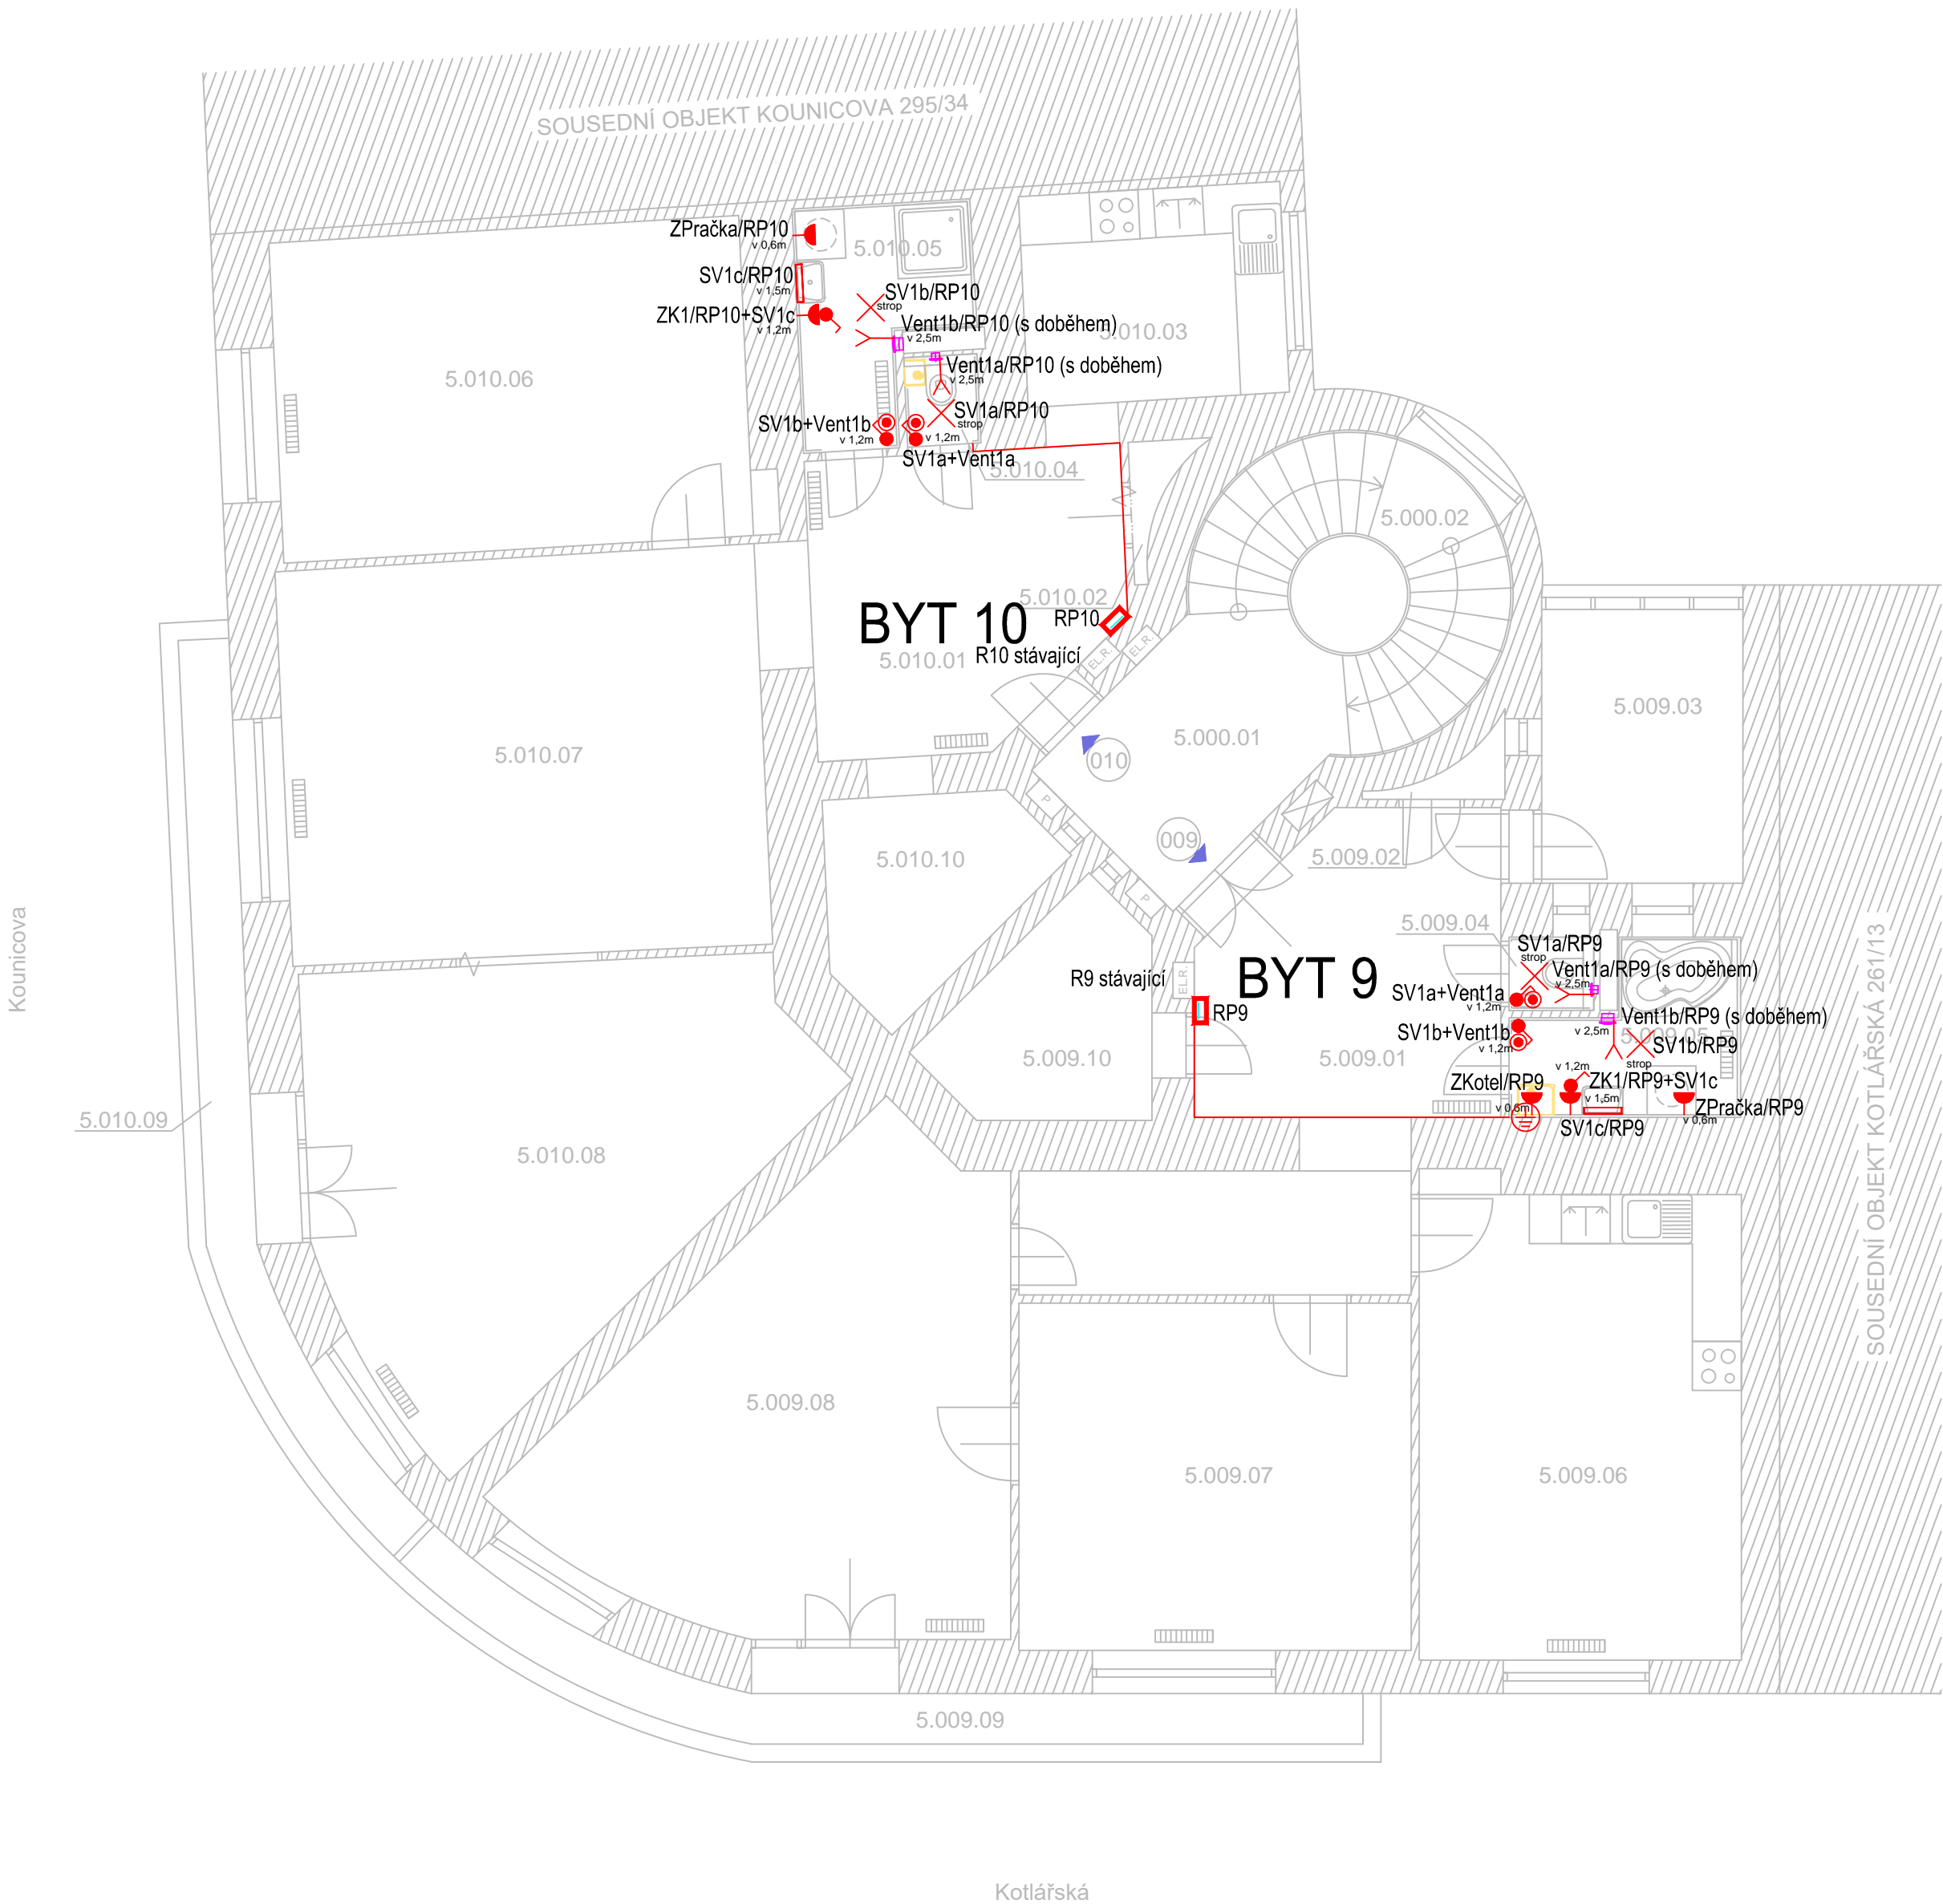 SOUSEDNÍ OBJEKT KOUNICOVA 295/34
ZPračka/RP10
v 0,6m
5.010.05
SV1c/RP10
v 1,5m
SV1b/RP10
strop
ZK1/RP10+SV1c
v 1,2m
Vent1b/RP10 (s doběhem)
v 2,5m
5.010.03
Vent1a/RP10 (s doběhem)
v 2,5m
5.010.06
SV1a/RP10
strop
SV1b+Vent1b
v 1,2m
v 1,2m
SV1a+Vent1a
5.010.04
5.000.02
5.010.02
RP10
BYT 10
R10 stávající
EL.R.
EL.R.
5.010.01
5.009.03
5.000.01
5.010.07
010
P
009
5.010.10
5.009.02
P
5.009.04
SV1a/RP9
strop
Vent1a/RP9 (s doběhem)
v 2,5m
R9 stávající
EL.R.
BYT 9
SV1a+Vent1a
v 1,2m
RP9
Vent1b/RP9 (s doběhem)
v 2,5m
SV1b+Vent1b
v 1,2m
5.009.05
SV1b/RP9
strop
5.009.10
5.009.01
v 1,2m
ZKotel/RP9
v 0,6m
ZK1/RP9+SV1c
v 1,5m
ZPračka/RP9
v 0,6m
SV1c/RP9
Kounicova
SOUSEDNÍ OBJEKT KOTLÁŘSKÁ 261/13
5.010.09
5.010.08
5.009.08
5.009.07
5.009.06
5.009.09
Kotlářská